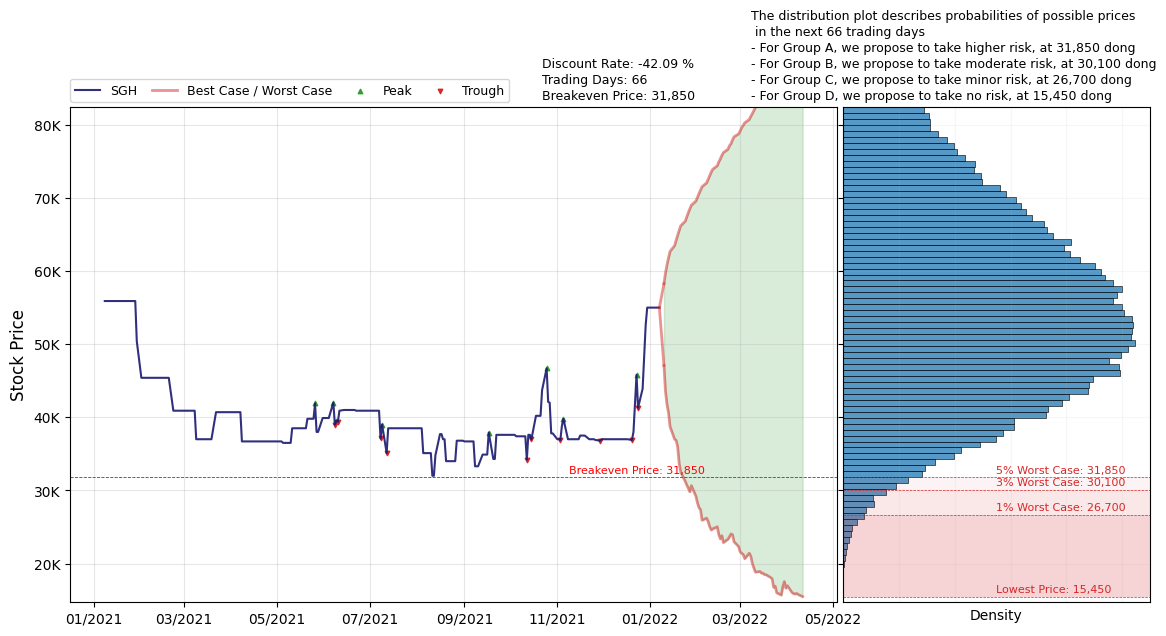 The distribution plot describes probabilities of possible prices
in the next 66 trading days
- For Group A, we propose to take higher risk, at 31,850 dong
- For Group B, we propose to take moderate risk, at 30,100 dong
- For Group C, we propose to take minor risk, at 26,700 dong
- For Group D, we propose to take no risk, at 15,450 dong
Discount Rate: -42.09 %
Trading Days: 66
Breakeven Price: 31,850
SGH
Best Case / Worst Case
Peak
Trough
Stock Price
80K
70K
60K
50K
40K
30K
20K
Breakeven Price: 31,850
5% Worst Case: 31,850
3% Worst Case: 30,100
1% Worst Case: 26,700
Lowest Price: 15,450
01/2021
03/2021
05/2021
07/2021
09/2021
11/2021
01/2022
03/2022
05/2022
Density